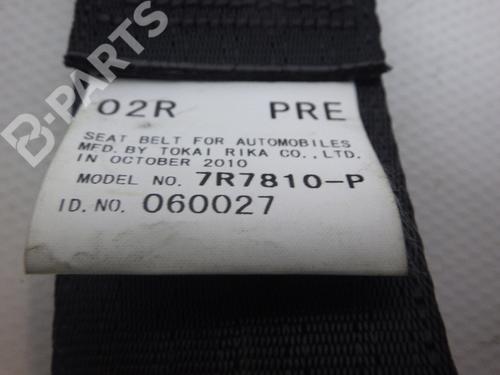 B-PARTS
02R PRE
SEAT BELT FOR AUTOMOBILES
MFD. BY TOKAI RIKA CO., LTD.
IN OCTOBER 2010
MODEL NO. 7R7810-P
ID. NO. 060027